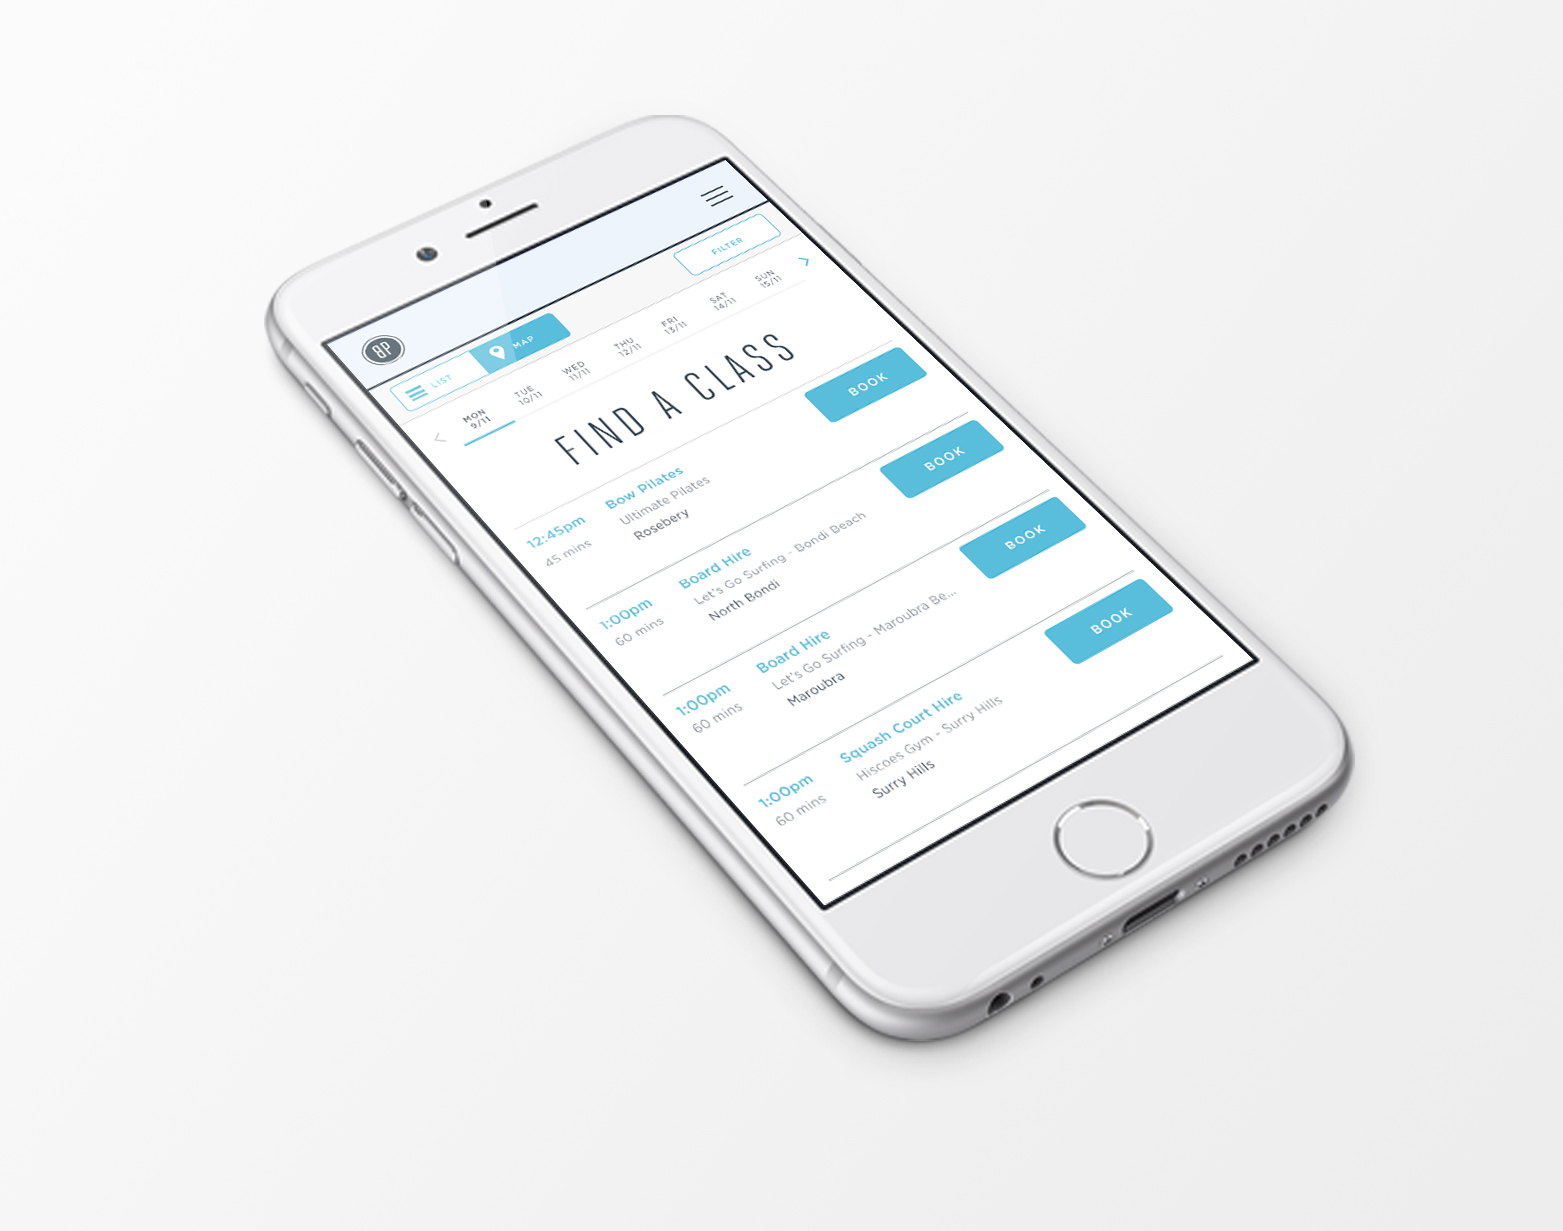 BP
LIST
MAP
FILTER
MON
9/11
TUE
10/11
WED
11/11
THU
12/11
FRI
13/11
SAT
14/11
SUN
15/11
FIND A CLASS
12:45pm
45 mins
Bow Pilates
Ultimate Pilates
Rosebery
BOOK
1:00pm
60 mins
Board Hire
Let's Go Surfing - Bondi Beach
North Bondi
BOOK
1:00pm
60 mins
Board Hire
Let's Go Surfing - Maroubra Be...
Maroubra
BOOK
1:00pm
60 mins
Squash Court Hire
Hiscoes Gym - Surry Hills
Surry Hills
BOOK